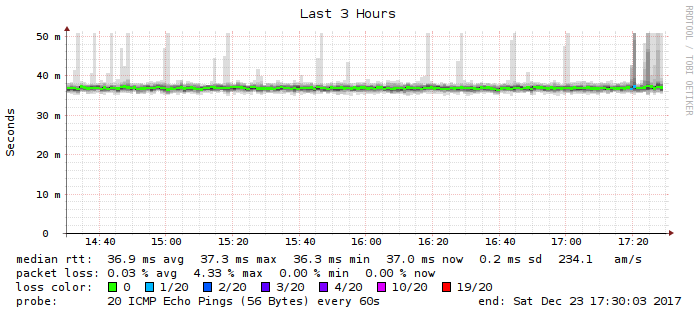 Last 3 Hours
RRDTOOL / TOBI OETIKER
Seconds
50 m
40 m
30 m
20 m
10 m
0
14:40 15:00 15:20 15:40 16:00 16:20 16:40 17:00 17:20
median rtt: 36.9 ms avg 37.3 ms max 36.3 ms min 37.0 ms now 0.2 ms sd 234.1 am/s
packet loss: 0.03 % avg 4.33 % max 0.00 % min 0.00 % now
loss color: 0 1/20 2/20 3/20 4/20 10/20 19/20
probe: 20 ICMP Echo Pings (56 Bytes) every 60s end: Sat Dec 23 17:30:03 2017